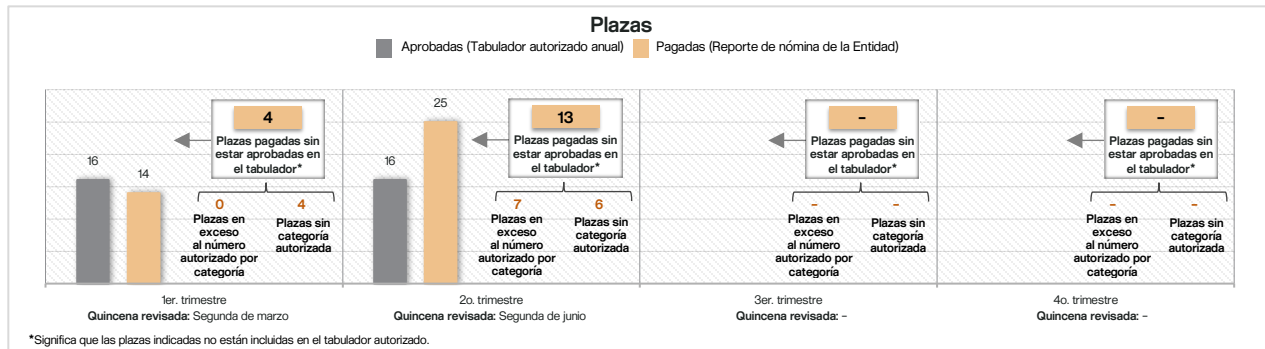 Plazas
Aprobadas (Tabulador autorizado anual) Pagadas (Reporte de nómina de la Entidad)
16
14
4
Plazas pagadas sin
estar aprobadas en
el tabulador*
0
Plazas en
exceso
al número
autorizado por
categoría
4
Plazas sin
categoría
autorizada
1er. trimestre
Quincena revisada: Segunda de marzo
16
25
13
Plazas pagadas sin
estar aprobadas en
el tabulador*
7
Plazas en
exceso
al número
autorizado por
categoría
6
Plazas sin
categoría
autorizada
2o. trimestre
Quincena revisada: Segunda de junio
-
Plazas pagadas sin
estar aprobadas en
el tabulador*
-
Plazas en
exceso
al número
autorizado por
categoría
-
Plazas sin
categoría
autorizada
3er. trimestre
Quincena revisada: -
-
Plazas pagadas sin
estar aprobadas en
el tabulador*
-
Plazas en
exceso
al número
autorizado por
categoría
-
Plazas sin
categoría
autorizada
4o. trimestre
Quincena revisada: -
*Significa que las plazas indicadas no están incluidas en el tabulador autorizado.